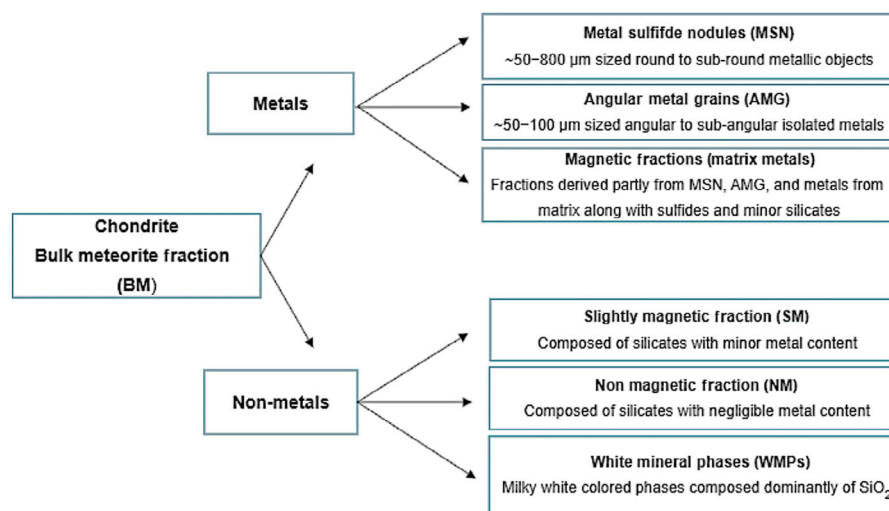 Metal sulfifde nodules (MSN)
~50−800 µm sized round to sub-round metallic objects
Metals
Angular metal grains (AMG)
~50−100 µm sized angular to sub-angular isolated metals
Magnetic fractions (matrix metals)
Fractions derived partly from MSN, AMG, and metals from
matrix along with sulfides and minor silicates
Chondrite
Bulk meteorite fraction
(BM)
Slightly magnetic fraction (SM)
Composed of silicates with minor metal content
Non-metals
Non magnetic fraction (NM)
Composed of silicates with negligible metal content
White mineral phases (WMPs)
Milky white colored phases composed dominantly of SiO₂